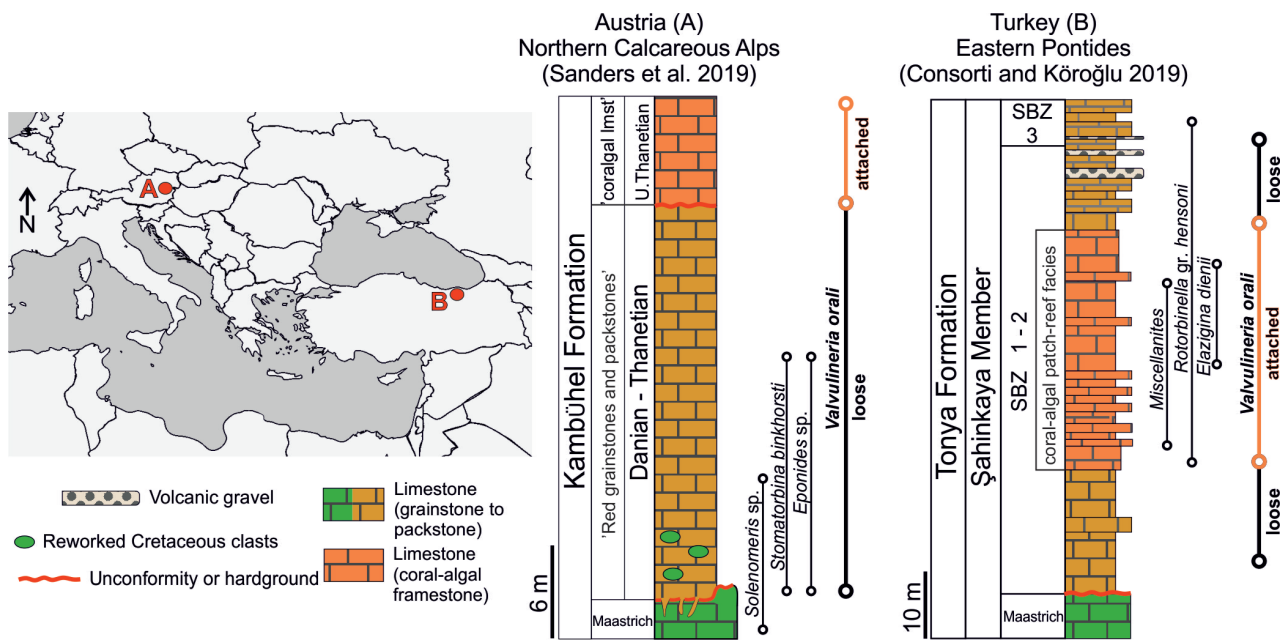 Austria (A)
Northern Calcareous Alps
(Sanders et al. 2019)
Turkey (B)
Eastern Pontides
(Consorti and Köroğlu 2019)
N
A
B
Volcanic gravel
Reworked Cretaceous clasts
Unconformity or hardground
Limestone
(grainstone to
packstone)
Limestone
(coral-algal
framestone)
6 m
Kambühel Formation
'coralgal lmst'
U.Thanetian
'Red grainstones and packstones'
Danian - Thanetian
Maastrich
Solenomeris sp.
Stomatorbina binkhorsti
Eponides sp.
Valvulineria orali
loose
attached
10 m
Tonya Formation
Şahinkaya Member
SBZ
3
SBZ 1 - 2
coral-algal patch-reef facies
Maastrich
Miscellanites
Rotorbinella gr. hensoni
Elazigina dienii
Valvulineria orali
loose
attached
loose